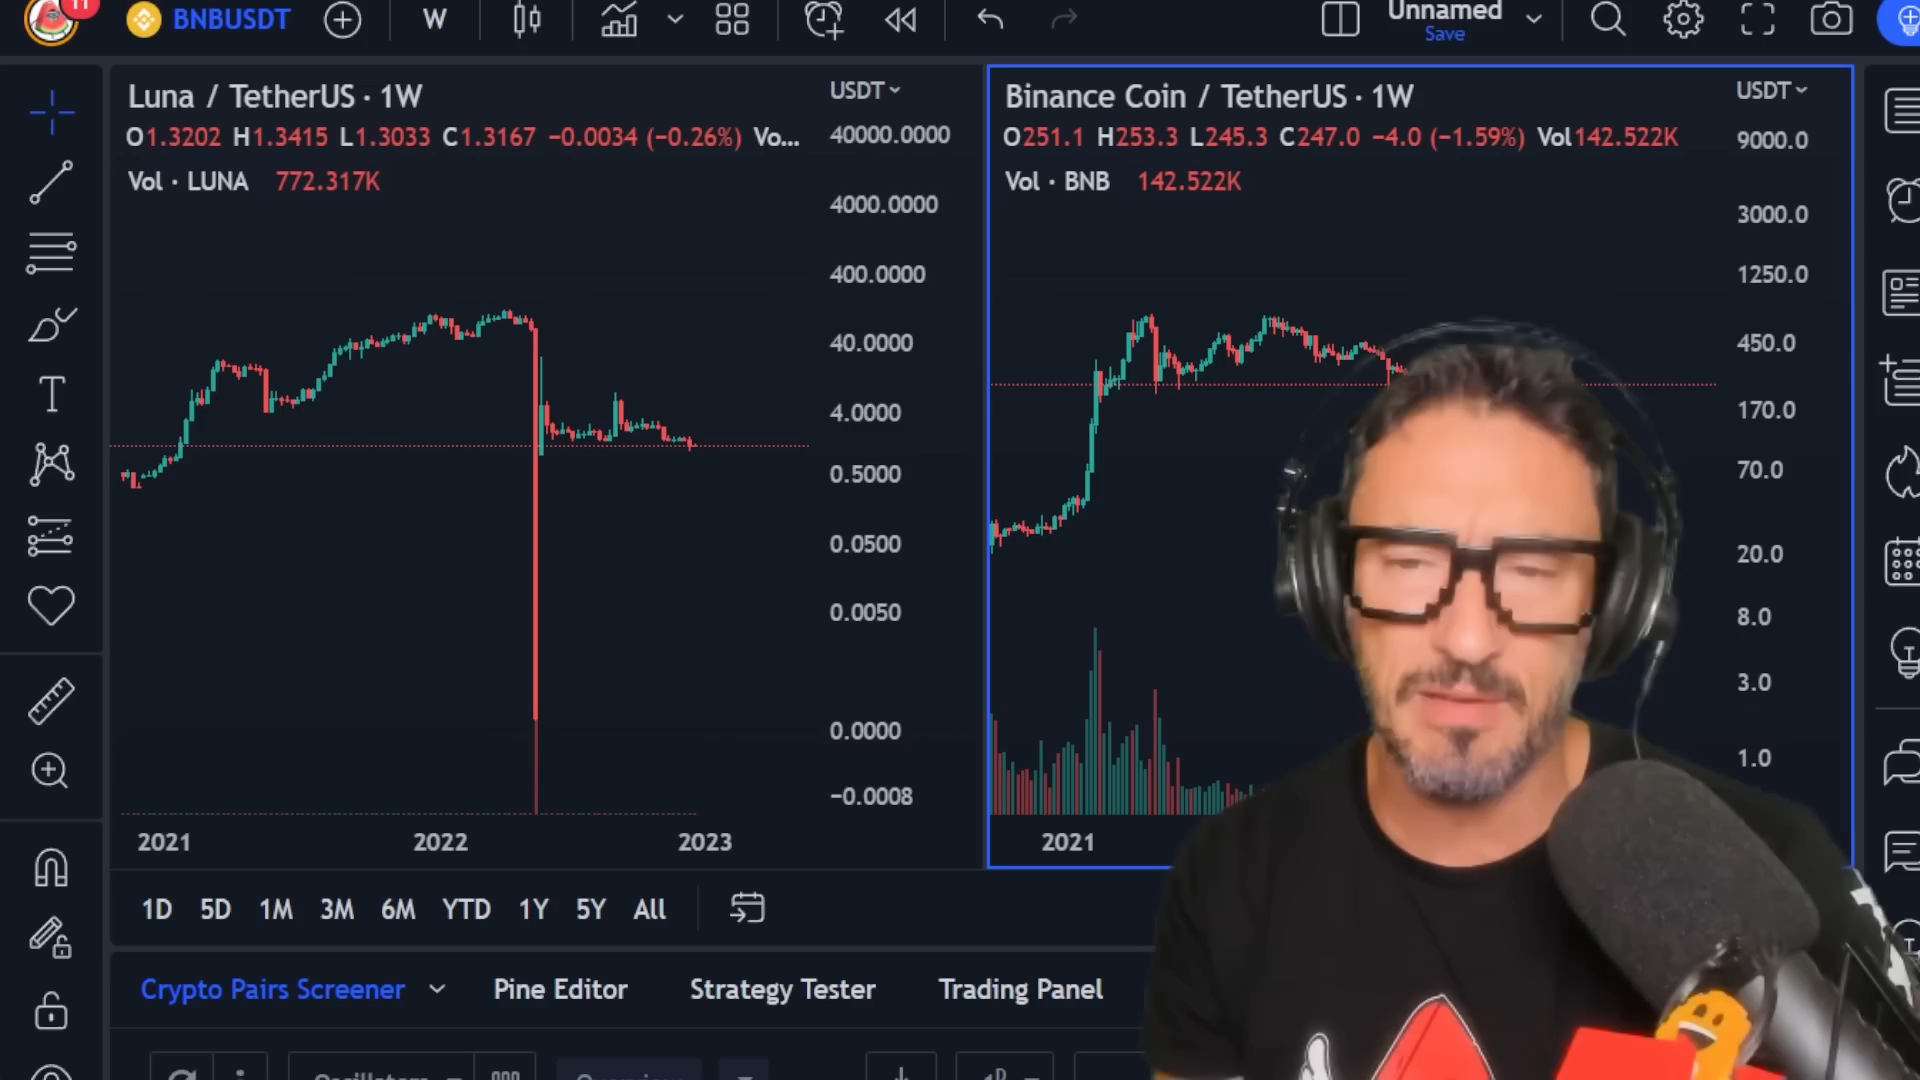 11
BNBUSDT
W
Unnamed
Save
Luna / TetherUS · 1W
USDT
O1.3202 H1.3415 L1.3033 C1.3167 −0.0034 (−0.26%) Vo...
Vol · LUNA 772.317K
40000.0000
4000.0000
400.0000
40.0000
4.0000
0.5000
0.0500
0.0050
0.0000
−0.0008
2021
2022
2023
Binance Coin / TetherUS · 1W
USDT
O251.1 H253.3 L245.3 C247.0 −4.0 (−1.59%) Vol142.522K
Vol · BNB 142.522K
9000.0
3000.0
1250.0
450.0
170.0
70.0
20.0
8.0
3.0
1.0
2021
1D 5D 1M 3M 6M YTD 1Y 5Y All
Crypto Pairs Screener
Pine Editor
Strategy Tester
Trading Panel